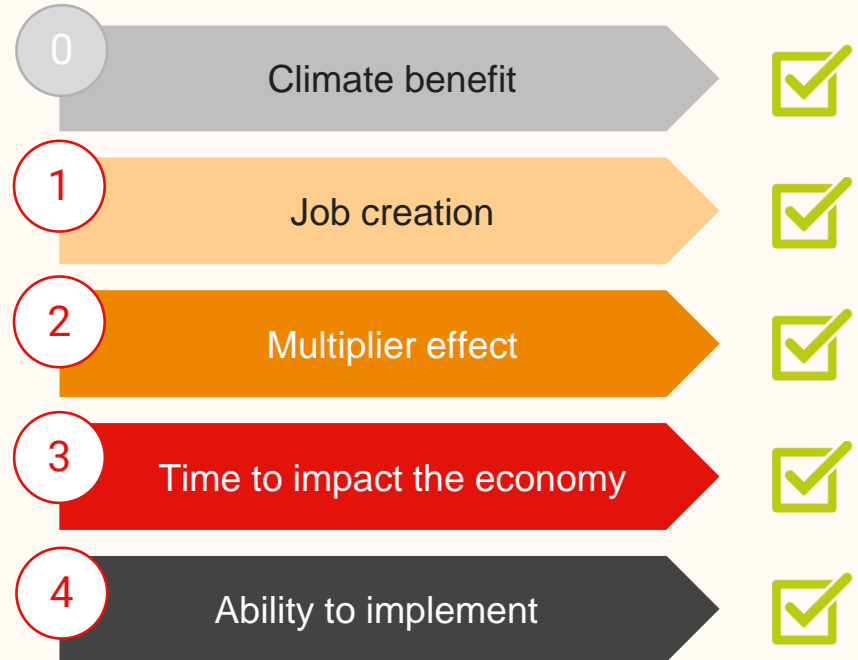 0
Climate benefit
1
Job creation
2
Multiplier effect
3
Time to impact the economy
4
Ability to implement